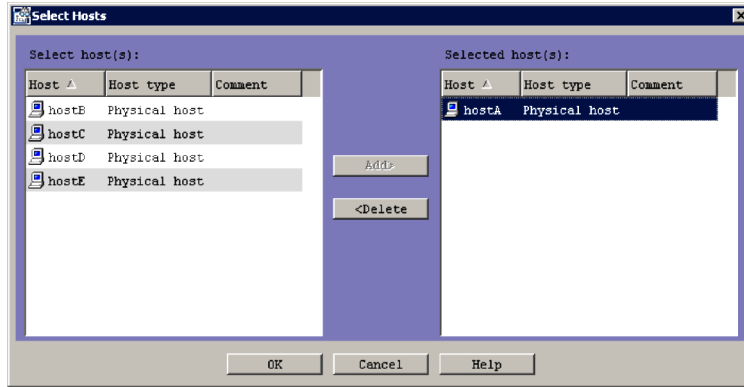 Select Hosts
Select host(s):
Host Host type Comment
hostB Physical host
hostC Physical host
hostD Physical host
hostE Physical host
Add>
<Delete
Selected host(s):
Host Host type Comment
hostA Physical host
OK Cancel Help